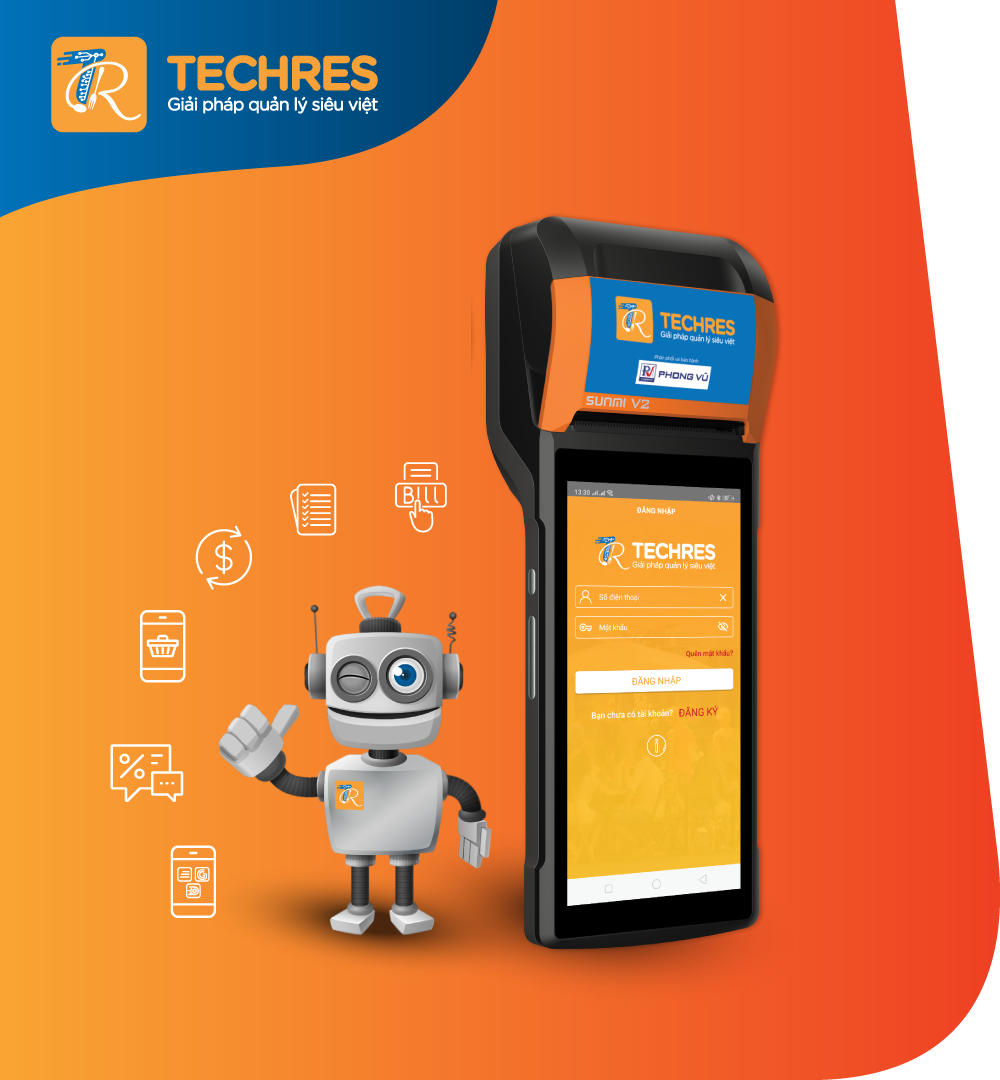 TECHRES
Giải pháp quản lý siêu việt
TECHRES
Giải pháp quản lý siêu việt
Phân phối và bảo hành
PHONG VŨ
SUNMI V2
13:30
ĐĂNG NHẬP
TECHRES
Giải pháp quản lý siêu việt
Số điện thoại
Mật khẩu
Quên mật khẩu?
ĐĂNG NHẬP
Bạn chưa có tài khoản? ĐĂNG KÝ
Bill
$
%